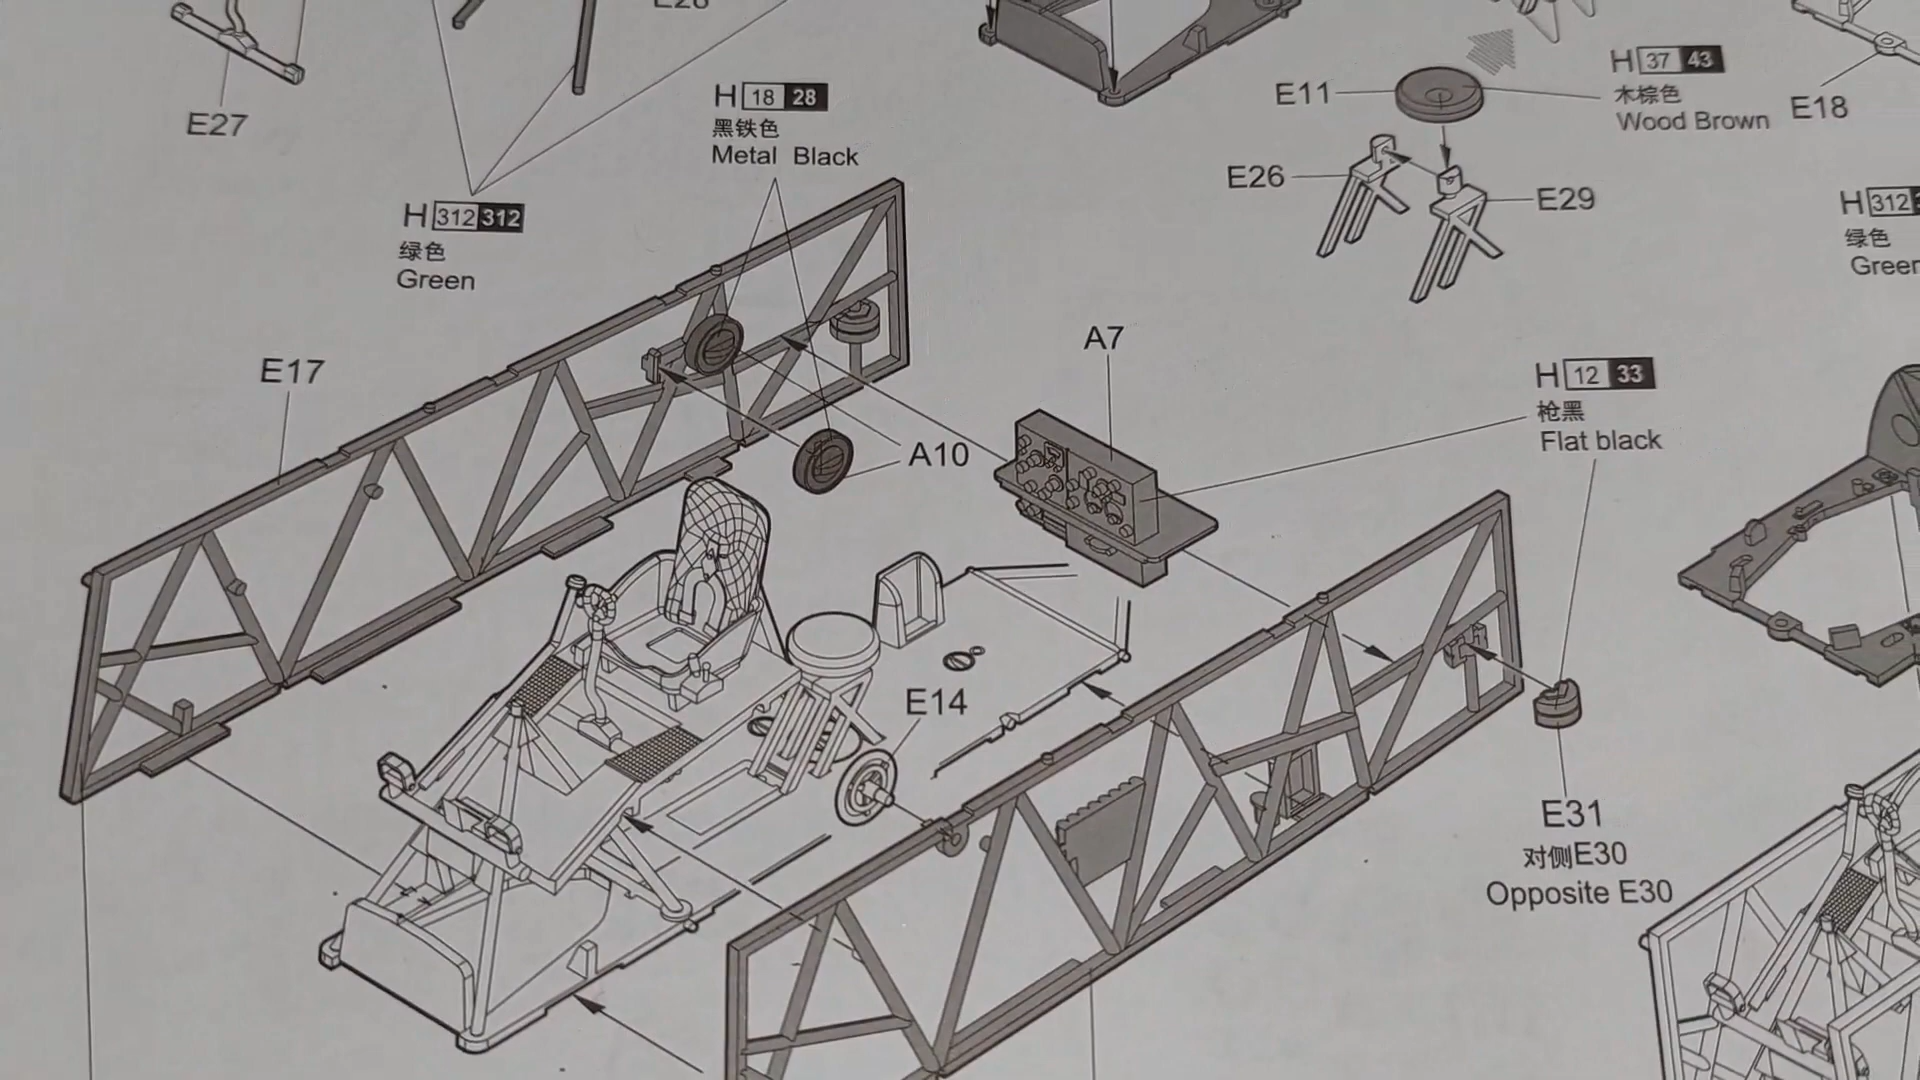 E27
H 18 28
黑铁色
Metal Black
H 312 312
绿色
Green
E17
A10
A7
E11
H 37 43
木棕色
Wood Brown
E18
E26
E29
H 312
绿色
Green
H 12 33
枪黑
Flat black
E14
E31
对侧E30
Opposite E30